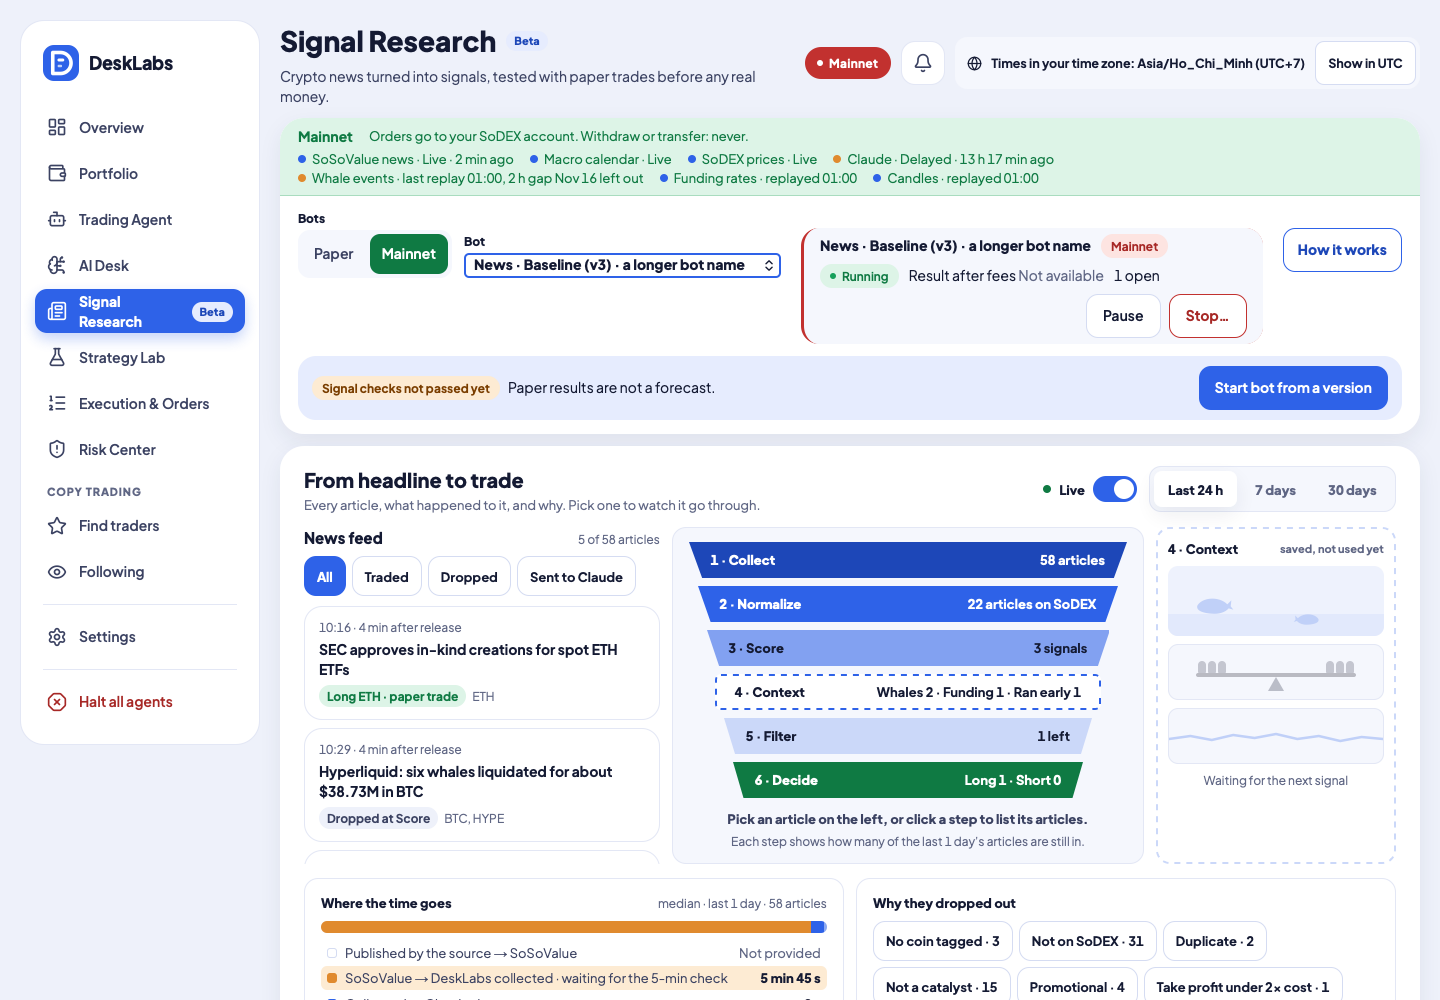 DeskLabs
Overview
Portfolio
Trading Agent
AI Desk
Signal Research Beta
Strategy Lab
Execution & Orders
Risk Center
COPY TRADING
Find traders
Following
Settings
Halt all agents
Signal Research Beta
Crypto news turned into signals, tested with paper trades before any real
money.
Mainnet
Times in your time zone: Asia/Ho_Chi_Minh (UTC+7)
Show in UTC
Mainnet Orders go to your SoDEX account. Withdraw or transfer: never.
SoSoValue news · Live · 2 min ago Macro calendar · Live SoDEX prices · Live Claude · Delayed · 13 h 17 min ago
Whale events · last replay 01:00, 2 h gap Nov 16 left out Funding rates · replayed 01:00 Candles · replayed 01:00
Bots
Paper Mainnet
Bot
News · Baseline (v3) · a longer bot name
News · Baseline (v3) · a longer bot name Mainnet
Running Result after fees Not available 1 open
Pause Stop...
How it works
Signal checks not passed yet Paper results are not a forecast.
Start bot from a version
From headline to trade
Every article, what happened to it, and why. Pick one to watch it go through.
Live
Last 24 h 7 days 30 days
News feed 5 of 58 articles
All Traded Dropped Sent to Claude
10:16 · 4 min after release
SEC approves in-kind creations for spot ETH
ETFs
Long ETH · paper trade ETH
10:29 · 4 min after release
Hyperliquid: six whales liquidated for about
$38.73M in BTC
Dropped at Score BTC, HYPE
1 · Collect 58 articles
2 · Normalize 22 articles on SoDEX
3 · Score 3 signals
4 · Context Whales 2 · Funding 1 · Ran early 1
5 · Filter 1 left
6 · Decide Long 1 · Short 0
Pick an article on the left, or click a step to list its articles.
Each step shows how many of the last 1 day's articles are still in.
4 · Context saved, not used yet
Waiting for the next signal
Where the time goes median · last 1 day · 58 articles
Published by the source → SoSoValue Not provided
SoSoValue → DeskLabs collected · waiting for the 5-min check 5 min 45 s
Why they dropped out
No coin tagged · 3 Not on SoDEX · 31 Duplicate · 2
Not a catalyst · 15 Promotional · 4 Take profit under 2x cost · 1